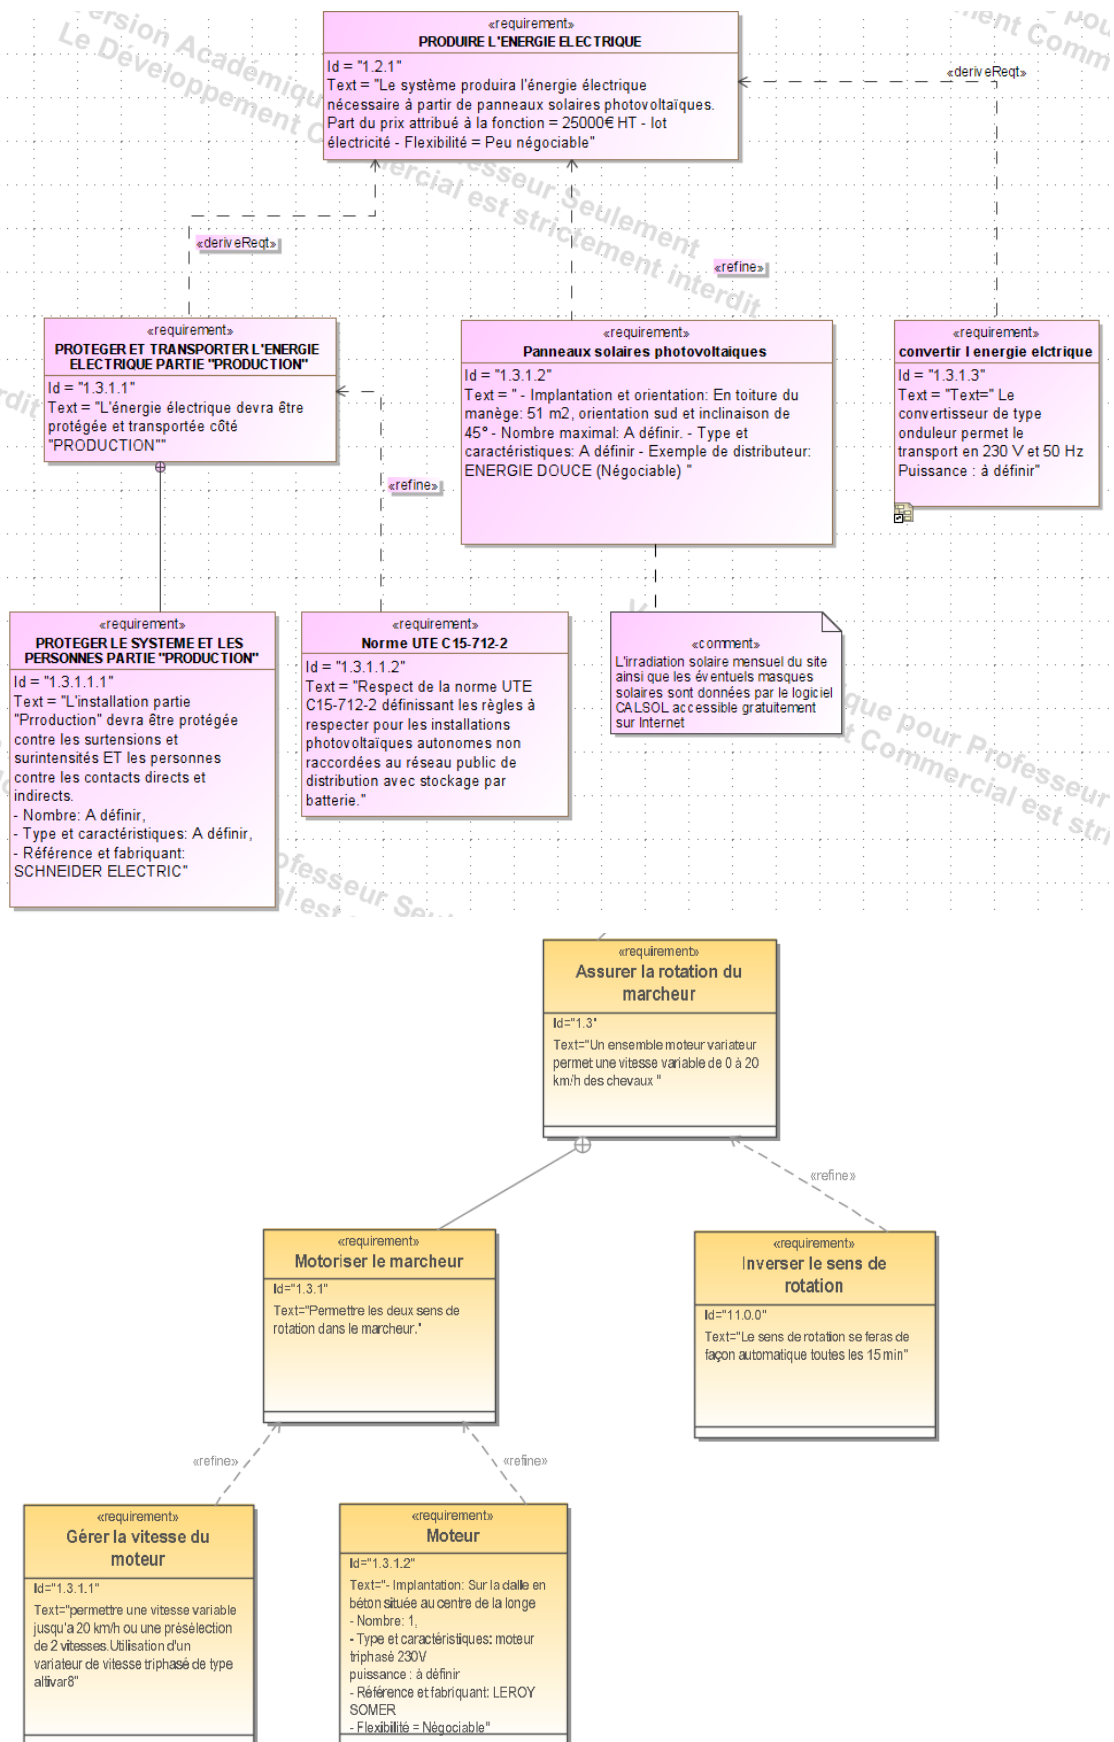 «requirement»
PRODUIRE L'ENERGIE ELECTRIQUE
Id = "1.2.1"
Text = "Le système produira l'énergie électrique
nécessaire à partir de panneaux solaires photovoltaïques.
Part du prix attribué à la fonction = 25000€ HT - lot
électricité - Flexibilité = Peu négociable"
«deriveReqt»
«deriveReqt»
«refine»
«requirement»
PROTEGER ET TRANSPORTER L'ENERGIE
ELECTRIQUE PARTIE "PRODUCTION"
Id = "1.3.1.1"
Text = "L'énergie électrique devra être
protégée et transportée côté
"PRODUCTION""
«requirement»
Panneaux solaires photovoltaiques
Id = "1.3.1.2"
Text = " - Implantation et orientation: En toiture du
manège: 51 m2, orientation sud et inclinaison de
45° - Nombre maximal: A définir. - Type et
caractéristiques: A définir - Exemple de distributeur:
ENERGIE DOUCE (Négociable) "
«requirement»
convertir l energie elctrique
Id = "1.3.1.3"
Text = "Text=" Le
convertisseur de type
onduleur permet le
transport en 230 V et 50 Hz
Puissance : à définir"
«refine»
«requirement»
PROTEGER LE SYSTEME ET LES
PERSONNES PARTIE "PRODUCTION"
Id = "1.3.1.1.1"
Text = "L'installation partie
"Prroduction" devra être protégée
contre les surtensions et
surintensités ET les personnes
contre les contacts directs et
indirects.
- Nombre: A définir,
- Type et caractéristiques: A définir,
- Référence et fabriquant:
SCHNEIDER ELECTRIC"
«requirement»
Norme UTE C15-712-2
Id = "1.3.1.1.2"
Text = "Respect de la norme UTE
C15-712-2 définissant les règles à
respecter pour les installations
photovoltaïques autonomes non
raccordées au réseau public de
distribution avec stockage par
batterie."
«comment»
L'irradiation solaire mensuel du site
ainsi que les éventuels masques
solaires sont données par le logiciel
CALSOL accessible gratuitement
sur Internet
«requirement»
Assurer la rotation du
marcheur
Id="1.3"
Text="Un ensemble moteur variateur
permet une vitesse variable de 0 à 20
km/h des chevaux "
«refine»
«requirement»
Motoriser le marcheur
Id="1.3.1"
Text="Permettre les deux sens de
rotation dans le marcheur."
«requirement»
Inverser le sens de
rotation
Id="11.0.0"
Text="Le sens de rotation se feras de
façon automatique toutes les 15 min"
«refine»
«refine»
«requirement»
Gérer la vitesse du
moteur
Id="1.3.1.1"
Text="permettre une vitesse variable
jusqu'a 20 km/h ou une présélection
de 2 vitesses.Utilisation d'un
variateur de vitesse triphasé de type
altivar8"
«requirement»
Moteur
Id="1.3.1.2"
Text="- Implantation: Sur la dalle en
béton située au centre de la longe
- Nombre: 1,
- Type et caractéristiques: moteur
triphasé 230V
puissance : à définir
- Référence et fabriquant: LEROY
SOMER
- Flexibilité = Négociable"